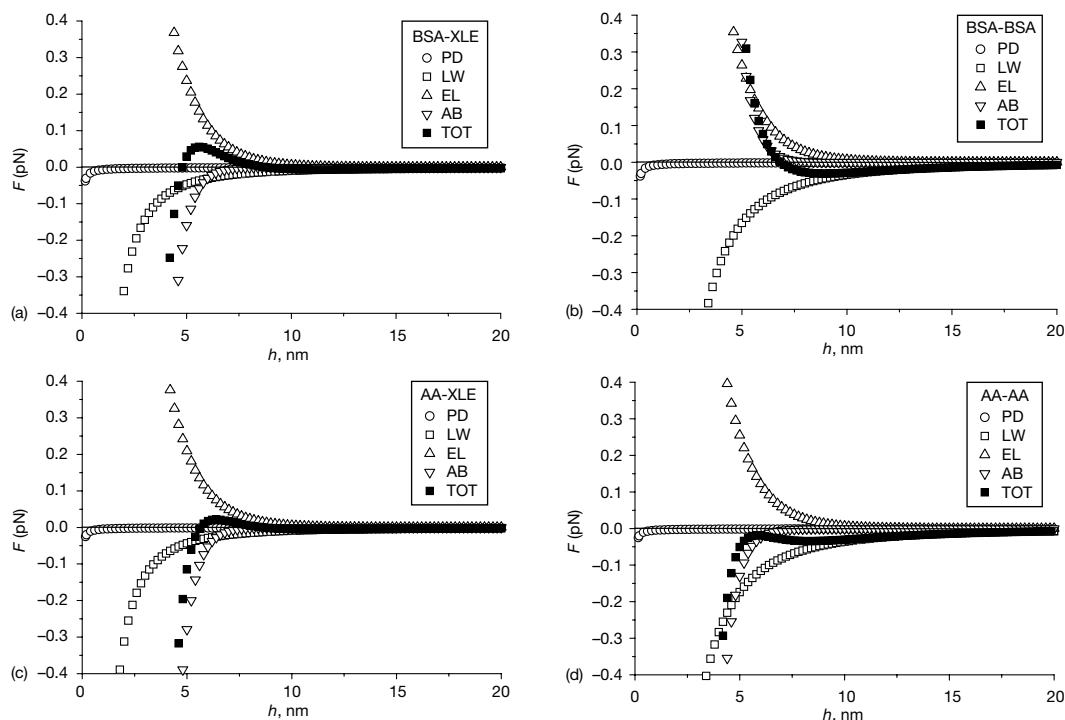 0.4
0.3
0.2
0.1
0.0
–0.1
–0.2
–0.3
–0.4
F (pN)
(a)
BSA-XLE
PD
LW
EL
AB
TOT
0
5
10
15
20
h, nm
0.4
0.3
0.2
0.1
0.0
–0.1
–0.2
–0.3
–0.4
F (pN)
(b)
BSA-BSA
PD
LW
EL
AB
TOT
0
5
10
15
20
h, nm
0.4
0.3
0.2
0.1
0.0
–0.1
–0.2
–0.3
–0.4
F (pN)
(c)
AA-XLE
PD
LW
EL
AB
TOT
0
5
10
15
20
h, nm
0.4
0.3
0.2
0.1
0.0
–0.1
–0.2
–0.3
–0.4
F (pN)
(d)
AA-AA
PD
LW
EL
AB
TOT
0
5
10
15
20
h, nm